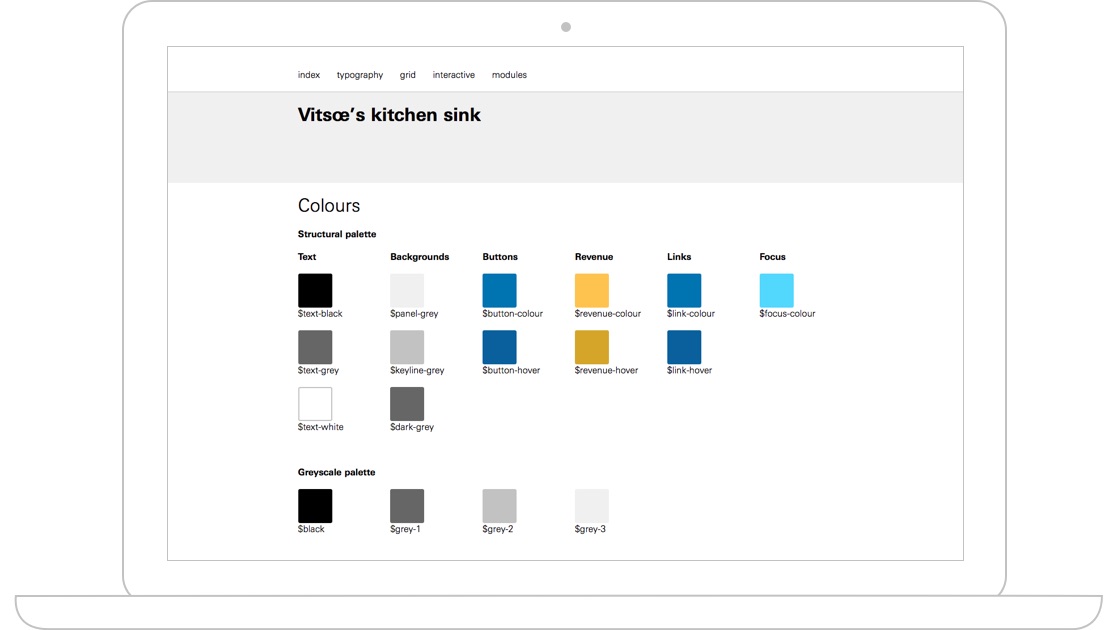 index typography grid interactive modules
Vitsœ’s kitchen sink
Colours
Structural palette
Text Backgrounds Buttons Revenue Links Focus
$text-black $panel-grey $button-colour $revenue-colour $link-colour $focus-colour
$text-grey $keyline-grey $button-hover $revenue-hover $link-hover
$text-white $dark-grey
Greyscale palette
$black $grey-1 $grey-2 $grey-3